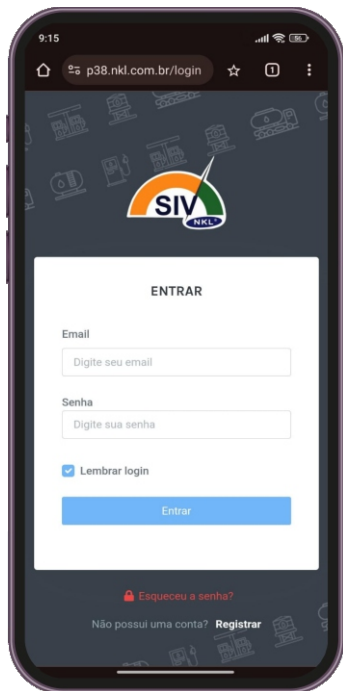 9:15
56
p38.nkl.com.br/login
1
SIV
NKL®
ENTRAR
Email
Digite seu email
Senha
Digite sua senha
Lembrar login
Entrar
Esqueceu a senha?
Não possui uma conta? Registrar